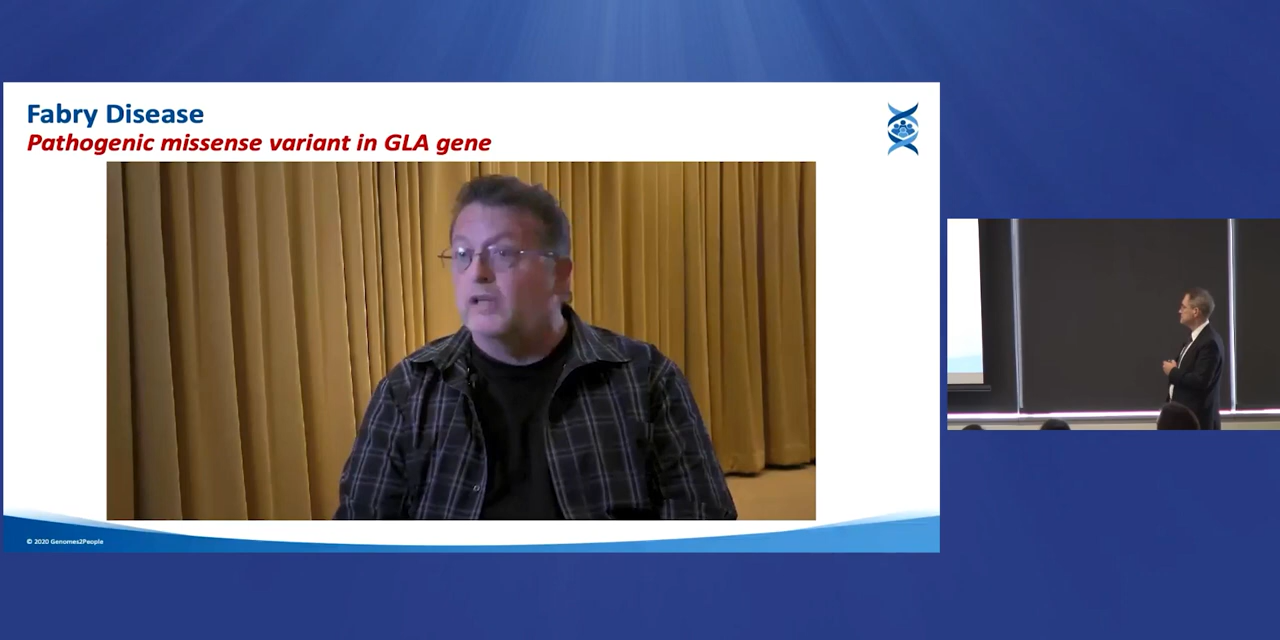 Fabry Disease
Pathogenic missense variant in GLA gene
© 2020 Genomes2People